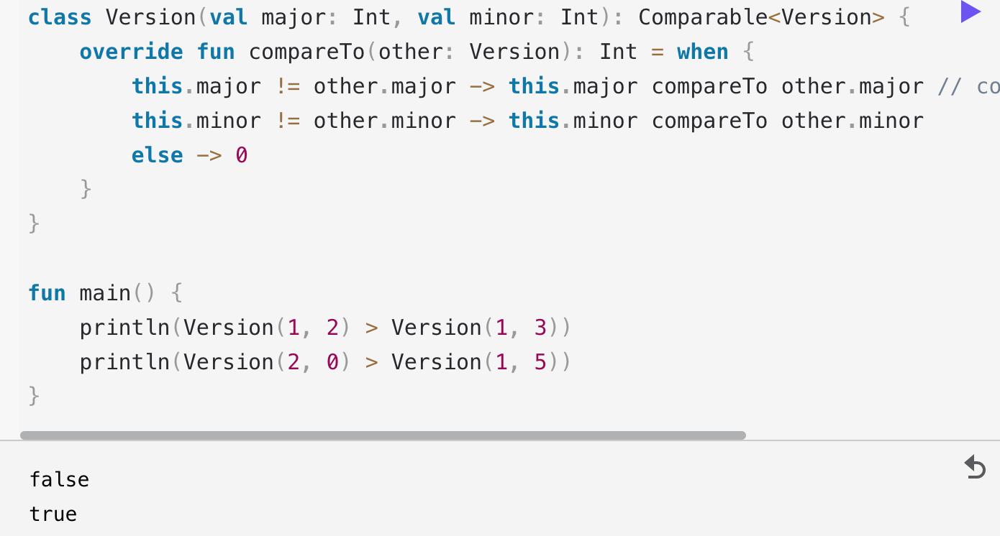 class Version(val major: Int, val minor: Int): Comparable<Version> {
    override fun compareTo(other: Version): Int = when {
        this.major != other.major -> this.major compareTo other.major // co
        this.minor != other.minor -> this.minor compareTo other.minor
        else -> 0
    }
}
fun main() {
    println(Version(1, 2) > Version(1, 3))
    println(Version(2, 0) > Version(1, 5))
}
false
true